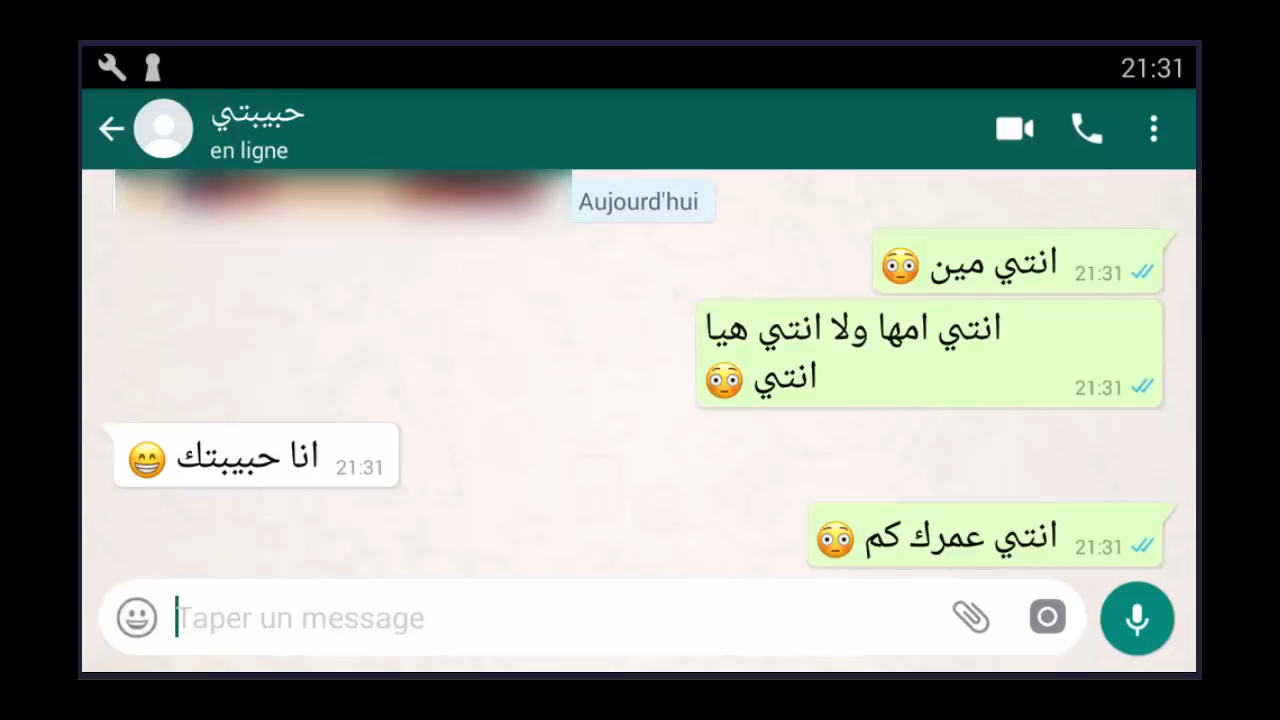 21:31
حبيبتي
en ligne
Aujourd'hui
انتي مين 😳 21:31
انتي امها ولا انتي هيا
انتي 😳 21:31
انا حبيبتك 😁 21:31
انتي عمرك كم 😳 21:31
Taper un message